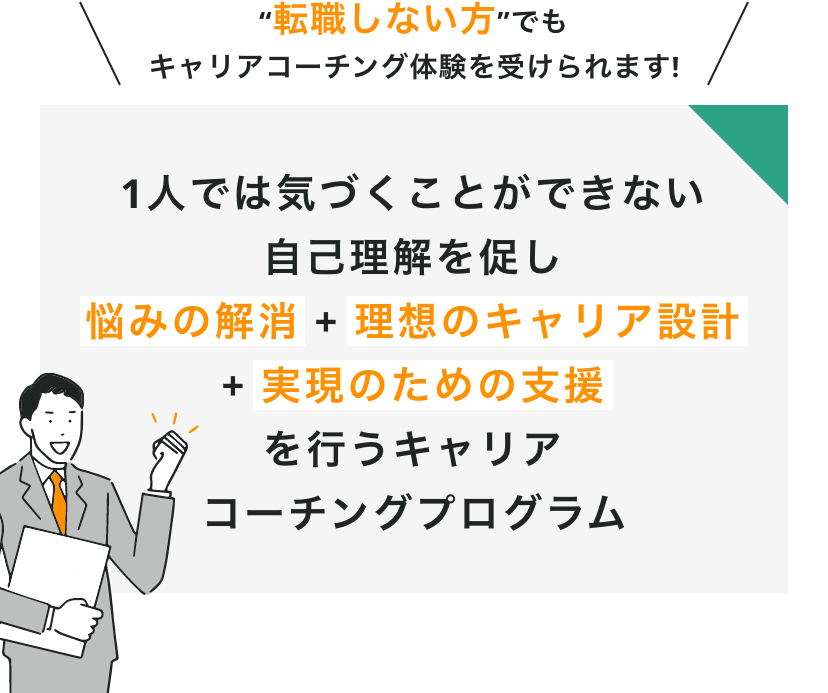 “転職しない方”でも
キャリアコーチング体験を受けられます!
1人では気づくことができない
自己理解を促し
悩みの解消 + 理想のキャリア設計
+ 実現のための支援
を行うキャリア
コーチングプログラム